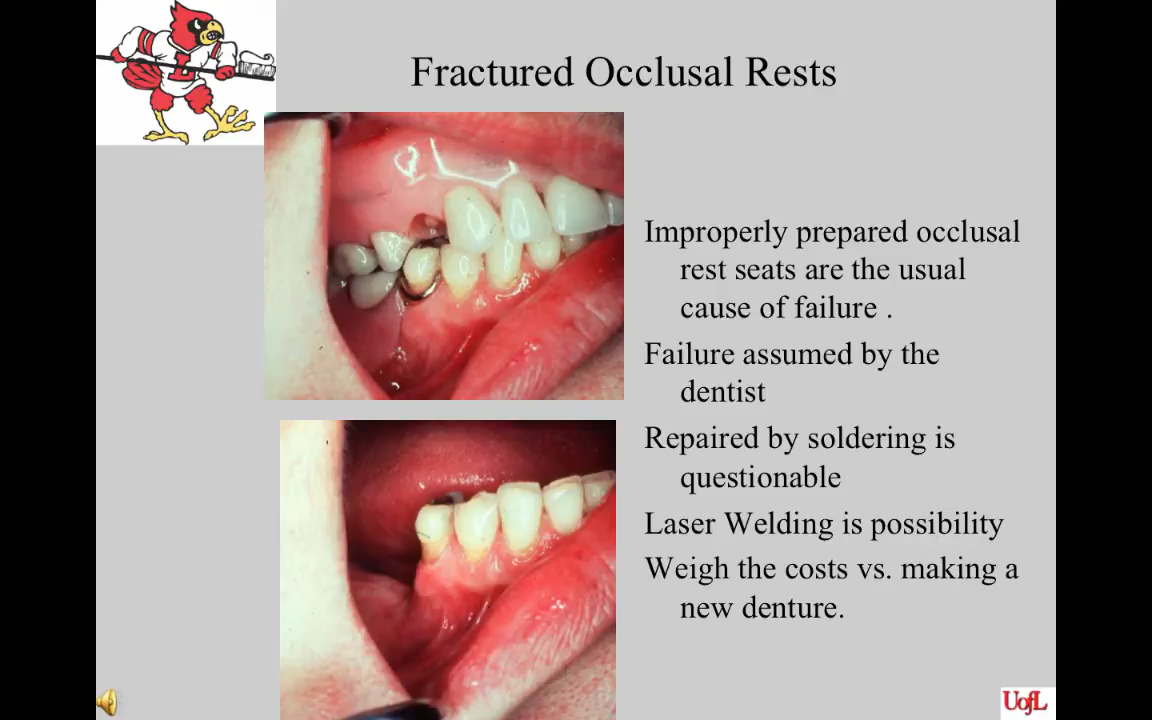 Fractured Occlusal Rests
Improperly prepared occlusal
rest seats are the usual
cause of failure .
Failure assumed by the
dentist
Repaired by soldering is
questionable
Laser Welding is possibility
Weigh the costs vs. making a
new denture.
UofL